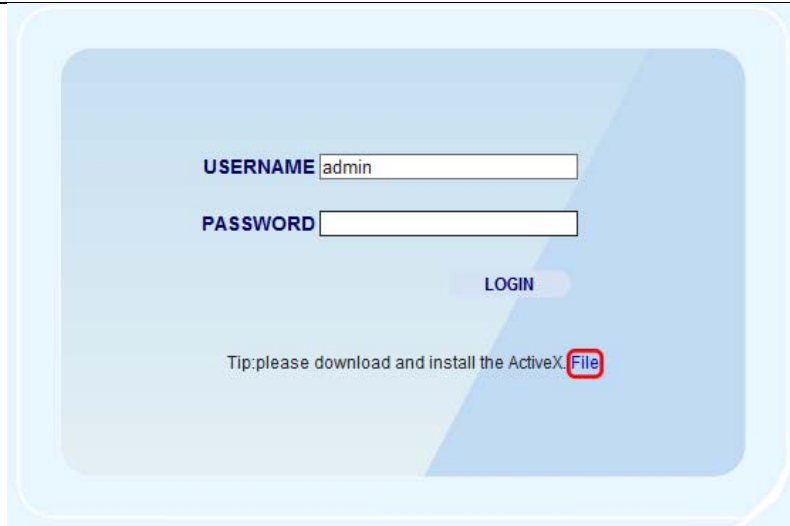 USERNAME admin
PASSWORD
LOGIN
Tip:please download and install the ActiveX. File